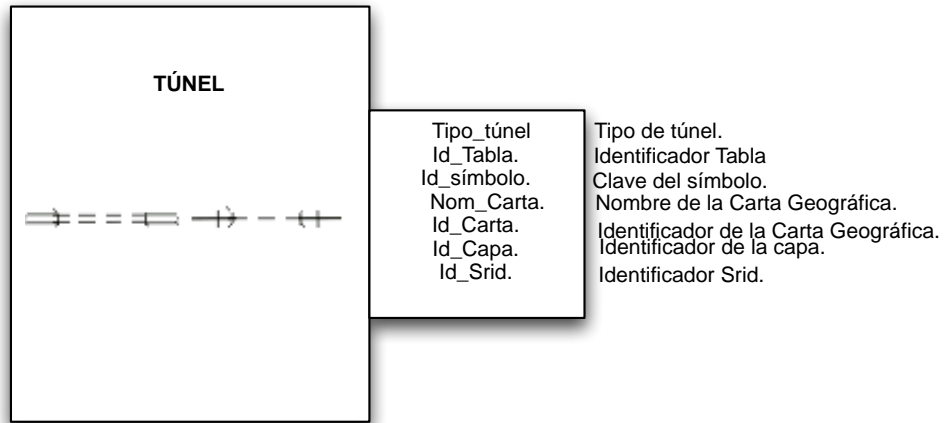 TÚNEL
Tipo_túnel Tipo de túnel.
Id_Tabla. Identificador Tabla
Id_símbolo. Clave del símbolo.
Nom_Carta. Nombre de la Carta Geográfica.
Id_Carta. Identificador de la Carta Geográfica.
Id_Capa. Identificador de la capa.
Id_Srid. Identificador Srid.